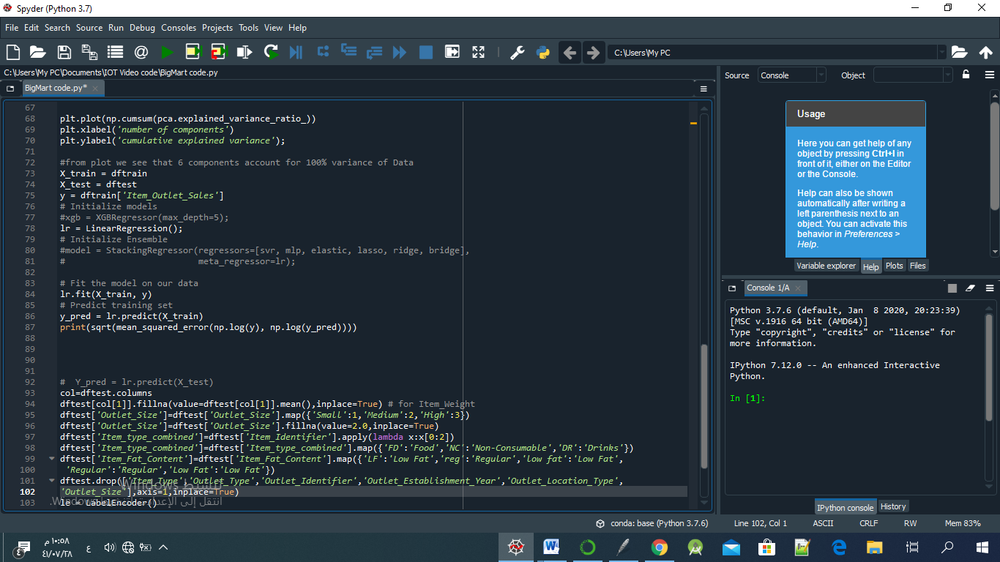 Spyder (Python 3.7)
File Edit Search Source Run Debug Consoles Projects Tools View Help
C:\Users\My PC
C:\Users\My PC\Documents\IOT Video code\BigMart code.py
BigMart code.py*
67
68 plt.plot(np.cumsum(pca.explained_variance_ratio_))
69 plt.xlabel('number of components')
70 plt.ylabel('cumulative explained variance');
71
72 #from plot we see that 6 components account for 100% variance of Data
73 X_train = dftrain
74 X_test = dftest
75 y = dftrain['Item_Outlet_Sales']
76 # Initialize models
77 #xgb = XGBRegressor(max_depth=5);
78 lr = LinearRegression();
79 # Initialize Ensemble
80 #model = StackingRegressor(regressors=[svr, mlp, elastic, lasso, ridge, bridge],
81 # meta_regressor=lr);
82
83 # Fit the model on our data
84 lr.fit(X_train, y)
85 # Predict training set
86 y_pred = lr.predict(X_train)
87 print(sqrt(mean_squared_error(np.log(y), np.log(y_pred))))
88
89
90
91
92 # Y_pred = lr.predict(X_test)
93 col=dftest.columns
94 dftest[col[1]].fillna(value=dftest[col[1]].mean(),inplace=True) # for Item_Weight
95 dftest['Outlet_Size']=dftest['Outlet_Size'].map({'Small':1,'Medium':2,'High':3})
96 dftest['Outlet_Size']=dftest['Outlet_Size'].fillna(value=2.0,inplace=True)
97 dftest['Item_type_combined']=dftest['Item_Identifier'].apply(lambda x:x[0:2])
98 dftest['Item_type_combined']=dftest['Item_type_combined'].map({'FD':'Food','NC':'Non-Consumable','DR':'Drinks'})
99 dftest['Item_Fat_Content']=dftest['Item_Fat_Content'].map({'LF':'Low Fat','reg':'Regular','low fat':'Low Fat',
100 'Regular':'Regular','Low Fat':'Low Fat'})
101 dftest.drop(['Item_Type','Outlet_Type','Outlet_Identifier','Outlet_Establishment_Year','Outlet_Location_Type',
102 'Outlet_Size'],axis=1,inplace=True)
103 le = LabelEncoder()
تنشيط Windows
انتقل إلى الإعدادات لتنشيط Windows.
Source Console Object
Usage
Here you can get help of any
object by pressing Ctrl+I in
front of it, either on the Editor
or the Console.
Help can also be shown
automatically after writing a
left parenthesis next to an
object. You can activate this
behavior in Preferences >
Help.
Variable explorer Help Plots Files
Console 1/A
Python 3.7.6 (default, Jan  8 2020, 20:23:39)
[MSC v.1916 64 bit (AMD64)]
Type "copyright", "credits" or "license" for
more information.
IPython 7.12.0 -- An enhanced Interactive
Python.
In [1]:
IPython console History
conda: base (Python 3.7.6) Line 102, Col 1 ASCII CRLF RW Mem 83%
١٠:٥٨ م
٤١/٠٧/٢٨
٤
ع